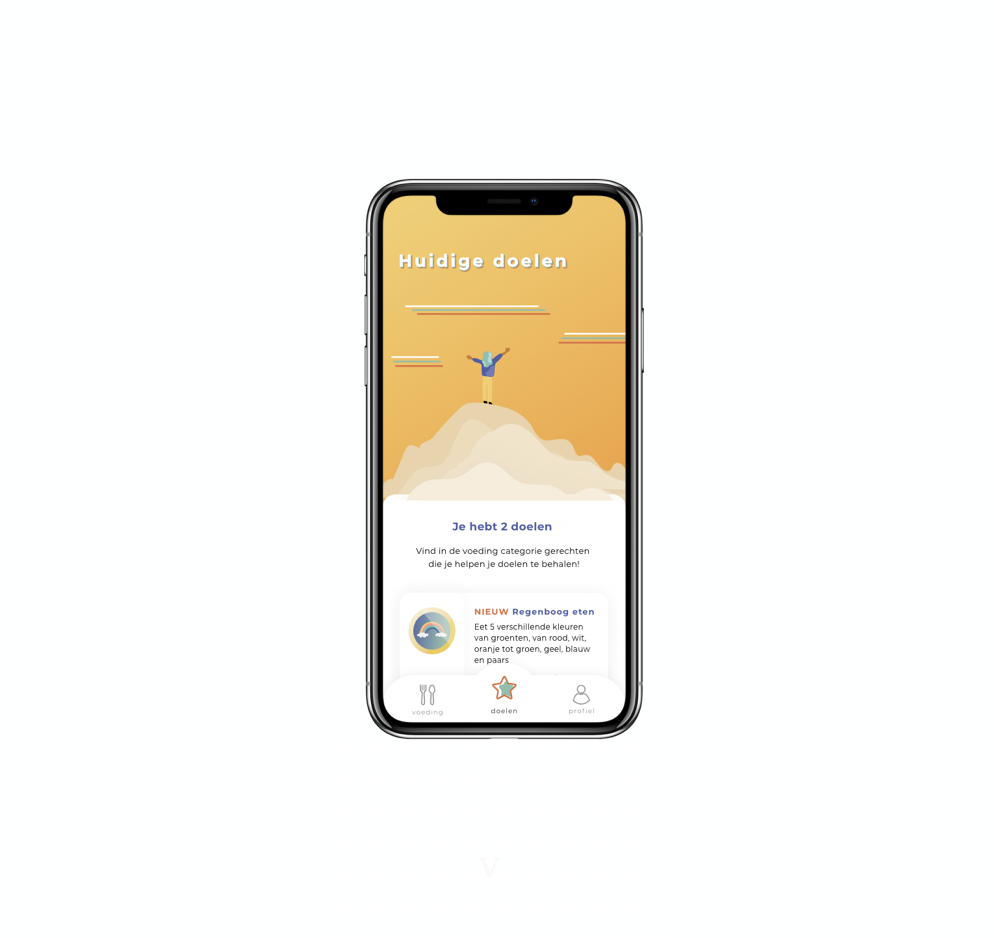 Huidige doelen
Je hebt 2 doelen
Vind in de voeding categorie gerechten
die je helpen je doelen te behalen!
NIEUW Regenboog eten
Eet 5 verschillende kleuren
van groenten, van rood, wit,
oranje tot groen, geel, blauw
en paars
voeding
doelen
profiel
V